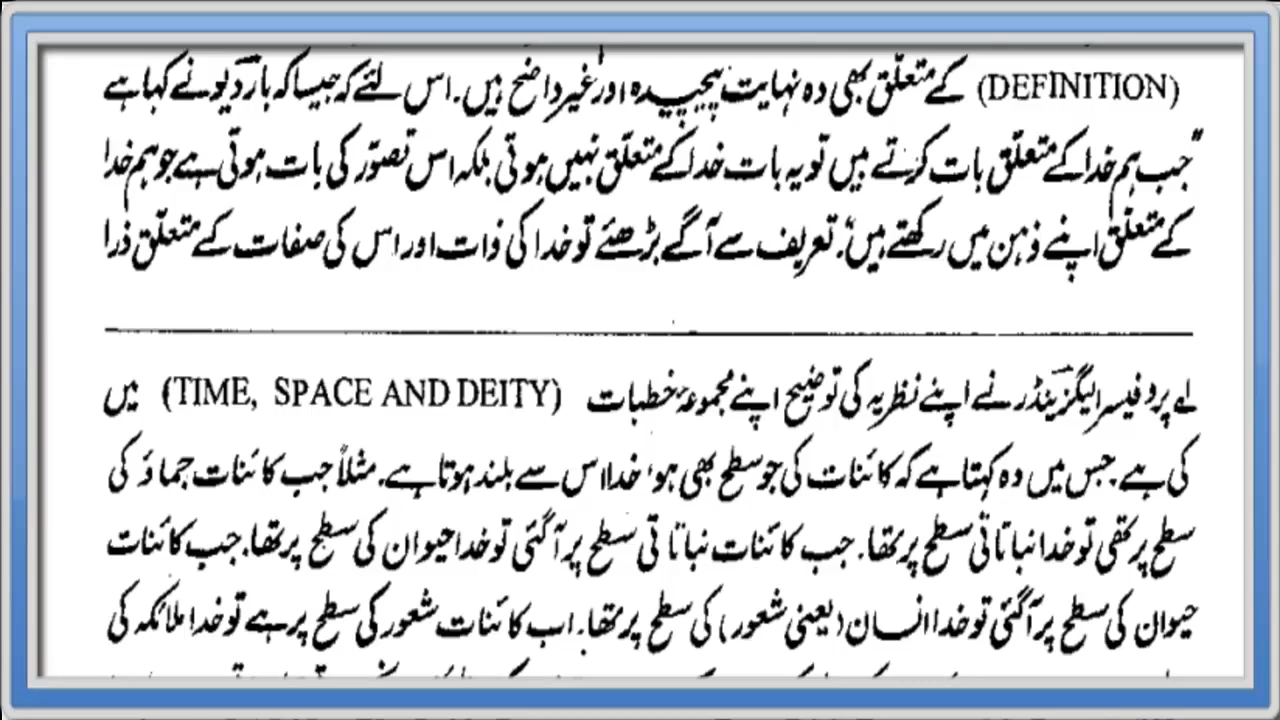 (DEFINITION) کے متعلّق بھی وہ نہایت پیچیدہ اور غیر واضح ہیں۔ اس لئے کہ جیسا کہ باردیو نے کہا ہے
”جب ہم خدا کے متعلّق بات کرتے ہیں تو یہ بات خدا کے متعلّق نہیں ہوتی بلکہ اس تصوّر کی بات ہوتی ہے جو ہم خدا
کے متعلّق اپنے ذہن میں رکھتے ہیں“۔ تعریف سے آگے بڑھئے تو خدا کی ذات اور اس کی صفات کے متعلّق ذرا
لے پروفیسر الیگزینڈر نے اپنے نظریہ کی توضیح اپنے مجموعۂ خطبات (TIME, SPACE AND DEITY) میں
کی ہے جس میں وہ کہتا ہے کہ کائنات کی جو سطح بھی ہو، خدا اس سے بلند ہوتا ہے۔ مثلاً جب کائنات جماد کی
سطح پر تھی تو خدا نباتاتی سطح پر تھا۔ جب کائنات نباتاتی سطح پر آگئی تو خدا حیوان کی سطح پر تھا۔ جب کائنات
حیوان کی سطح پر آگئی تو خدا انسان (یعنی شعور) کی سطح پر تھا۔ اب کائنات شعور کی سطح پر ہے تو خدا ملائکہ کی